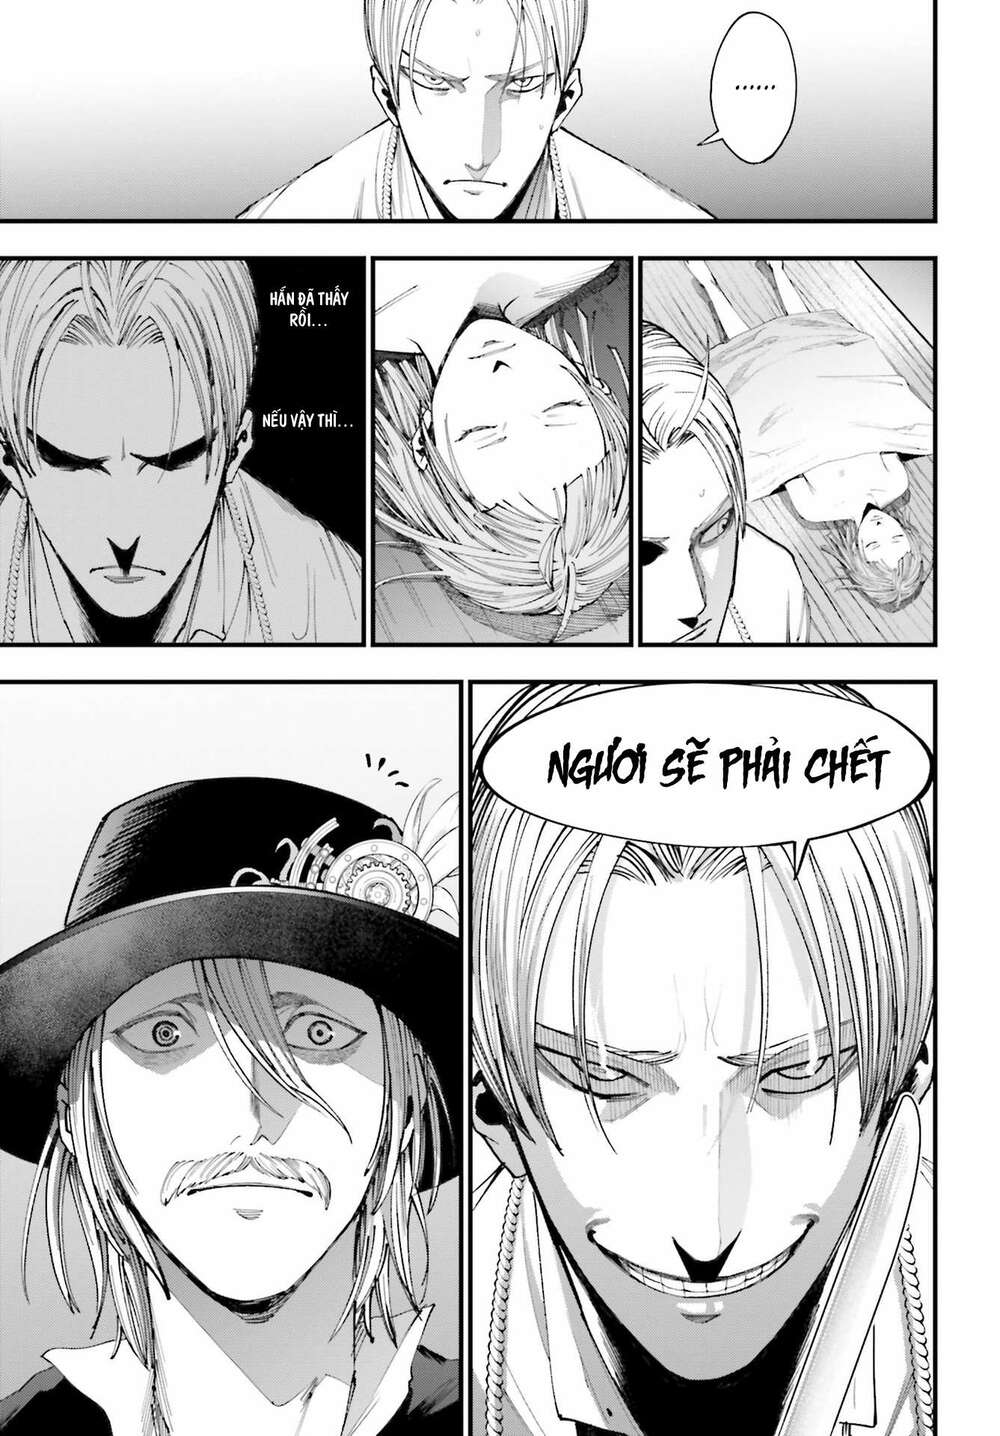 ......
HẮN ĐÃ THẤY
RỒI...
NẾU VẬY THÌ...
NGƯƠI SẼ PHẢI CHẾT